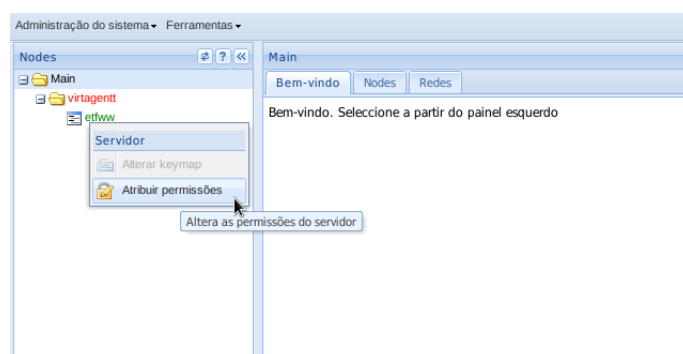 Administração do sistema Ferramentas
Nodes
Main
Main
Bem-vindo Nodes Redes
virtagentt
Bem-vindo. Seleccione a partir do painel esquerdo
etfww
Servidor
Alterar keymap
Atribuir permissões
Altera as permissões do servidor